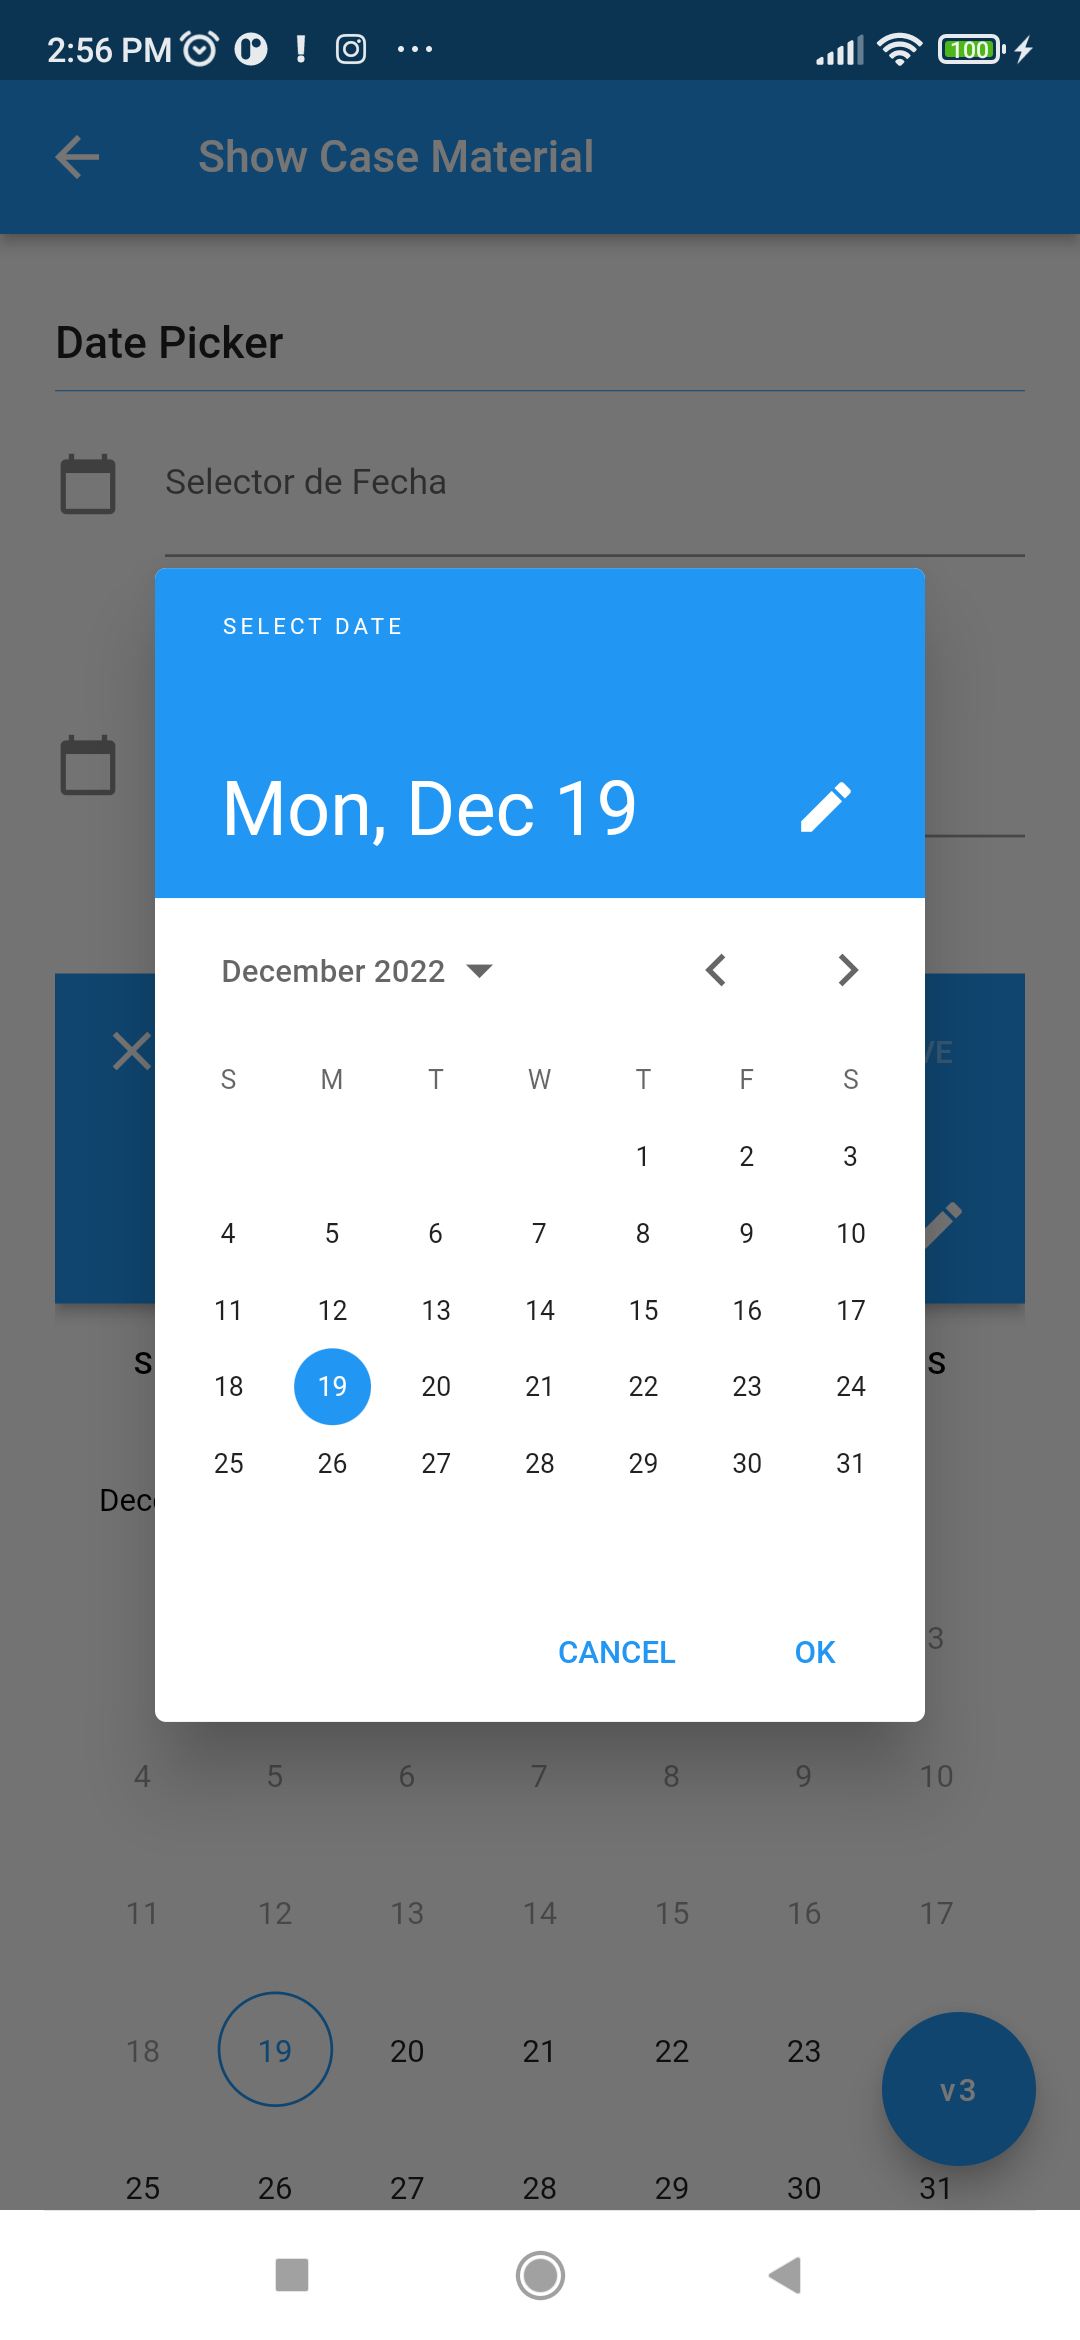 2:56 PM 100
Show Case Material
Date Picker
Selector de Fecha
SELECT DATE
Mon, Dec 19
December 2022
S M T W T F S
1 2 3
4 5 6 7 8 9 10
11 12 13 14 15 16 17
18 19 20 21 22 23 24
25 26 27 28 29 30 31
CANCEL OK
VE
S S
Dec
3
4 5 6 7 8 9 10
11 12 13 14 15 16 17
18 19 20 21 22 23
v3
25 26 27 28 29 30 31